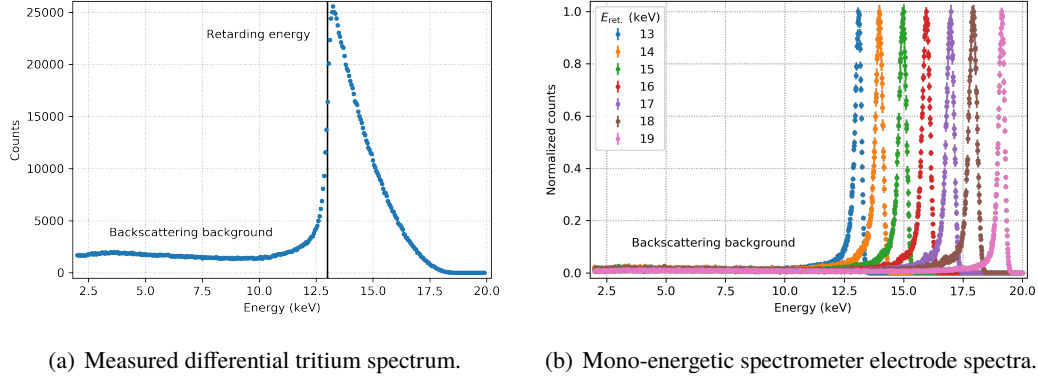 25000
20000
15000
10000
5000
0
Counts
Retarding energy
Backscattering background
2.5 5.0 7.5 10.0 12.5 15.0 17.5 20.0
Energy (keV)
(a) Measured differential tritium spectrum.
1.0
0.8
0.6
0.4
0.2
0.0
Normalized counts
E_ret. (keV)
13
14
15
16
17
18
19
Backscattering background
2.5 5.0 7.5 10.0 12.5 15.0 17.5 20.0
Energy (keV)
(b) Mono-energetic spectrometer electrode spectra.